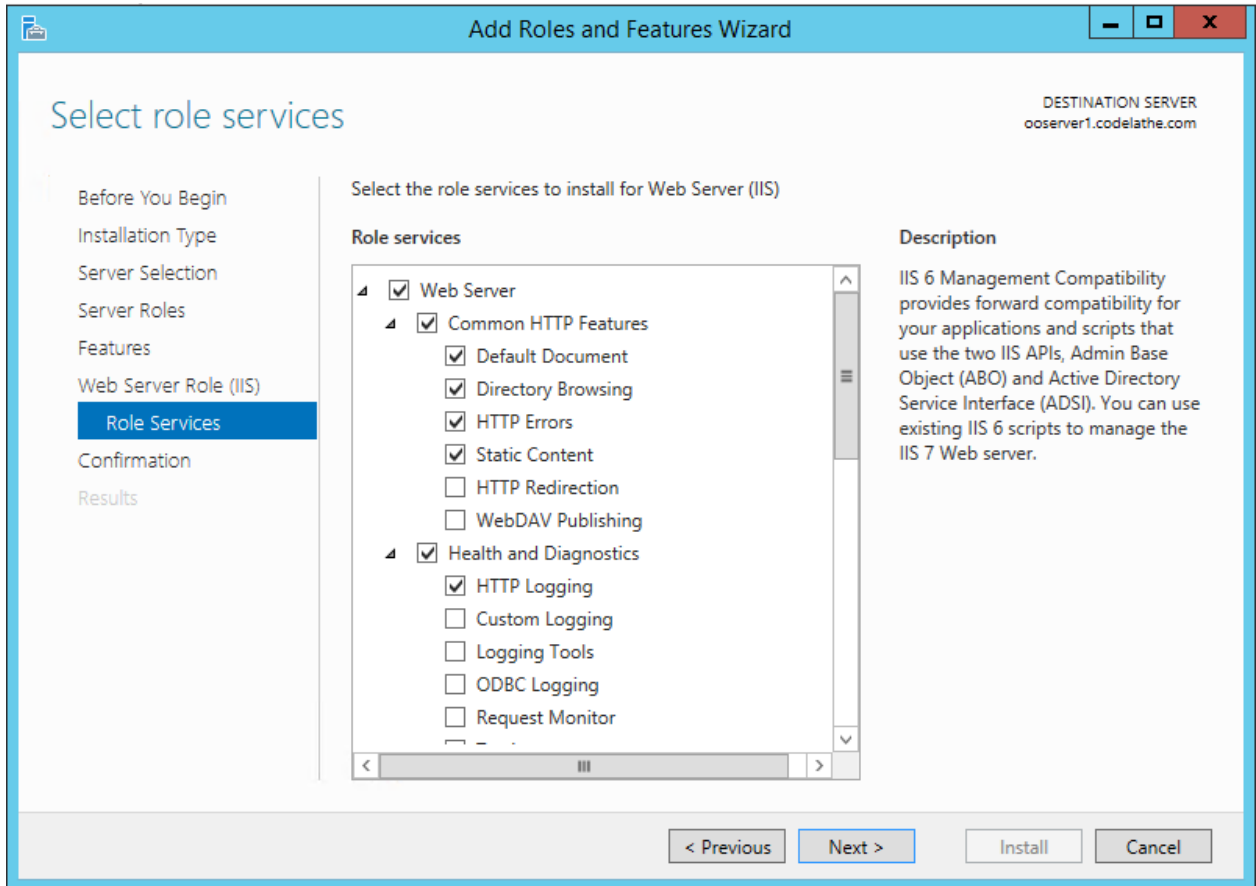 Add Roles and Features Wizard
Select role services
DESTINATION SERVER
ooserver1.codelathe.com
Before You Begin
Installation Type
Server Selection
Server Roles
Features
Web Server Role (IIS)
Role Services
Confirmation
Results
Select the role services to install for Web Server (IIS)
Role services
Web Server
Common HTTP Features
Default Document
Directory Browsing
HTTP Errors
Static Content
HTTP Redirection
WebDAV Publishing
Health and Diagnostics
HTTP Logging
Custom Logging
Logging Tools
ODBC Logging
Request Monitor
Description
IIS 6 Management Compatibility
provides forward compatibility for
your applications and scripts that
use the two IIS APIs, Admin Base
Object (ABO) and Active Directory
Service Interface (ADSI). You can use
existing IIS 6 scripts to manage the
IIS 7 Web server.
< Previous
Next >
Install
Cancel